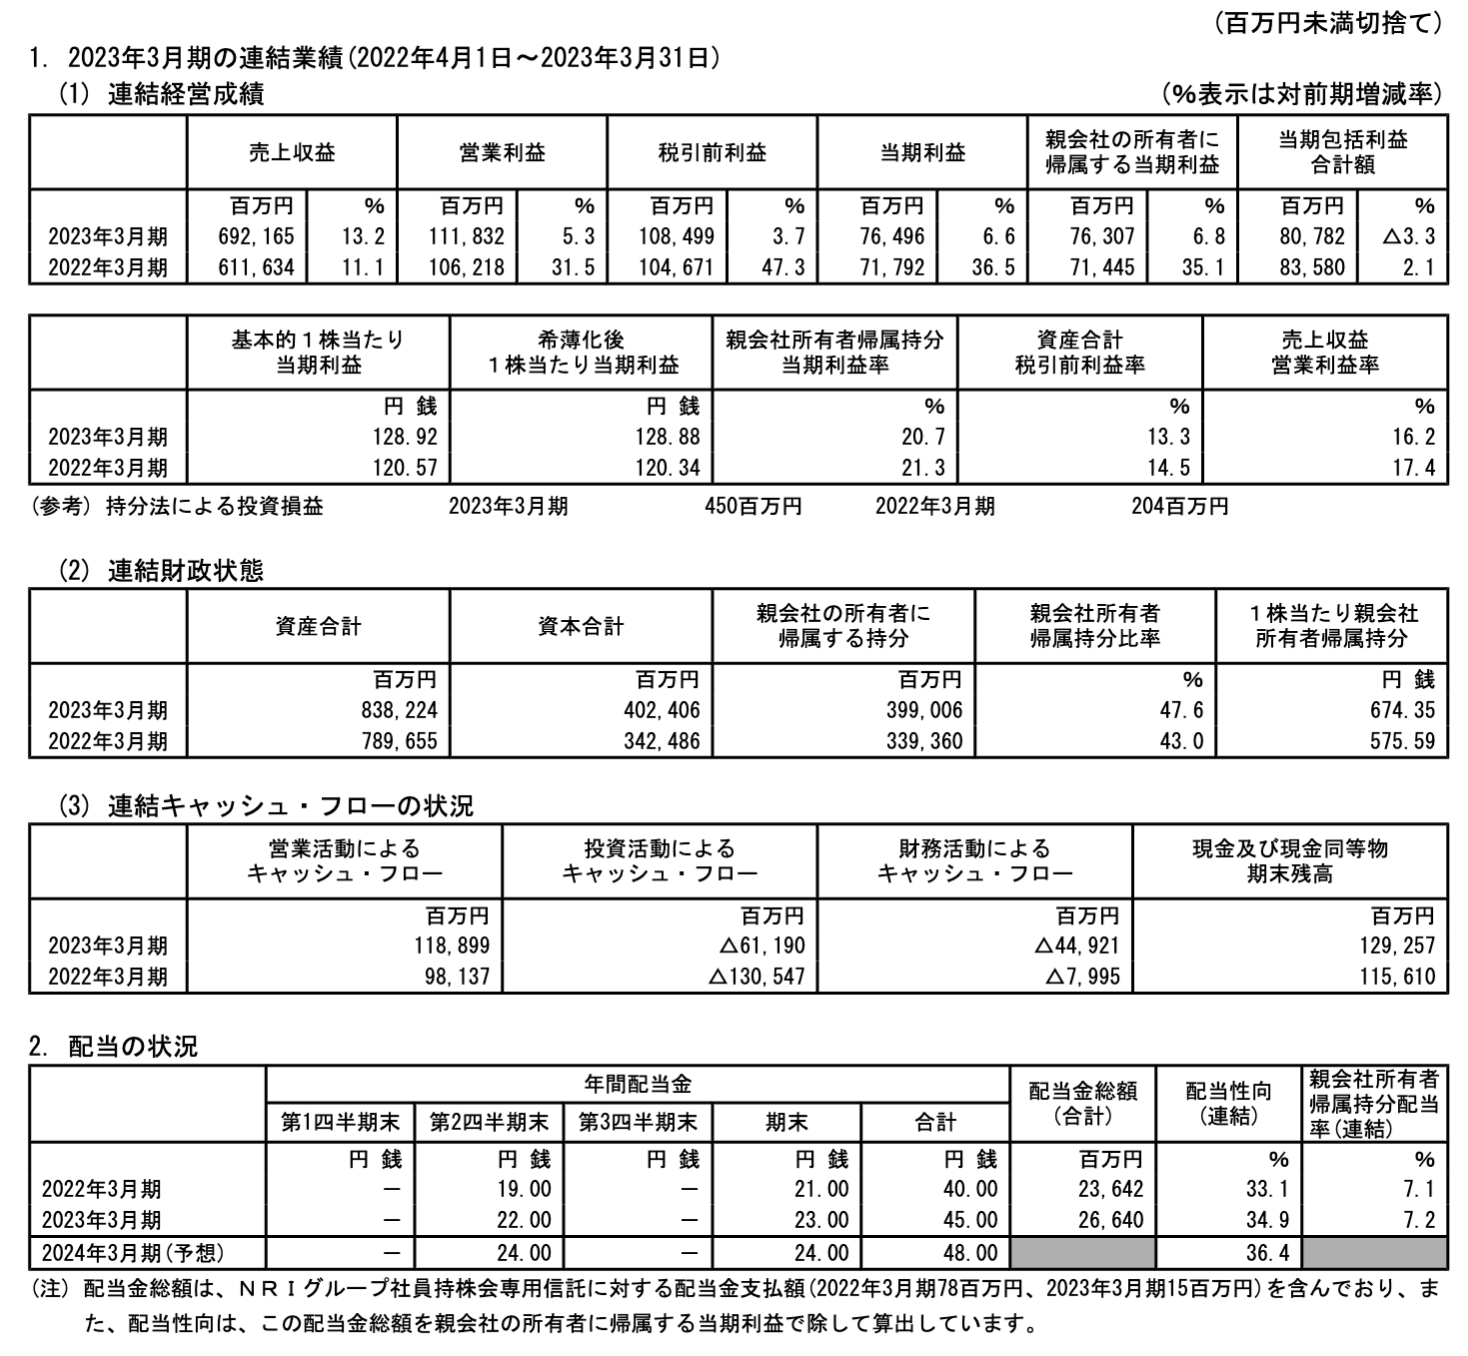 （百万円未満切捨て）
1. 2023年3月期の連結業績(2022年4月1日～2023年3月31日)
(1) 連結経営成績 (％表示は対前期増減率)
売上収益 営業利益 税引前利益 当期利益 親会社の所有者に帰属する当期利益 当期包括利益合計額
百万円 ％ 百万円 ％ 百万円 ％ 百万円 ％ 百万円 ％ 百万円 ％
2023年3月期 692,165 13.2 111,832 5.3 108,499 3.7 76,496 6.6 76,307 6.8 80,782 △3.3
2022年3月期 611,634 11.1 106,218 31.5 104,671 47.3 71,792 36.5 71,445 35.1 83,580 2.1
基本的１株当たり当期利益 希薄化後１株当たり当期利益 親会社所有者帰属持分当期利益率 資産合計税引前利益率 売上収益営業利益率
円 銭 円 銭 ％ ％ ％
2023年3月期 128.92 128.88 20.7 13.3 16.2
2022年3月期 120.57 120.34 21.3 14.5 17.4
(参考) 持分法による投資損益 2023年3月期 450百万円 2022年3月期 204百万円
(2) 連結財政状態
資産合計 資本合計 親会社の所有者に帰属する持分 親会社所有者帰属持分比率 １株当たり親会社所有者帰属持分
百万円 百万円 百万円 ％ 円 銭
2023年3月期 838,224 402,406 399,006 47.6 674.35
2022年3月期 789,655 342,486 339,360 43.0 575.59
(3) 連結キャッシュ・フローの状況
営業活動によるキャッシュ・フロー 投資活動によるキャッシュ・フロー 財務活動によるキャッシュ・フロー 現金及び現金同等物期末残高
百万円 百万円 百万円 百万円
2023年3月期 118,899 △61,190 △44,921 129,257
2022年3月期 98,137 △130,547 △7,995 115,610
2. 配当の状況
年間配当金 配当金総額(合計) 配当性向(連結) 親会社所有者帰属持分配当率(連結)
第1四半期末 第2四半期末 第3四半期末 期末 合計
円 銭 円 銭 円 銭 円 銭 円 銭 百万円 ％ ％
2022年3月期 － 19.00 － 21.00 40.00 23,642 33.1 7.1
2023年3月期 － 22.00 － 23.00 45.00 26,640 34.9 7.2
2024年3月期(予想) － 24.00 － 24.00 48.00 36.4
(注) 配当金総額は、ＮＲＩグループ社員持株会専用信託に対する配当金支払額(2022年3月期78百万円、2023年3月期15百万円)を含んでおり、ま
た、配当性向は、この配当金総額を親会社の所有者に帰属する当期利益で除して算出しています。